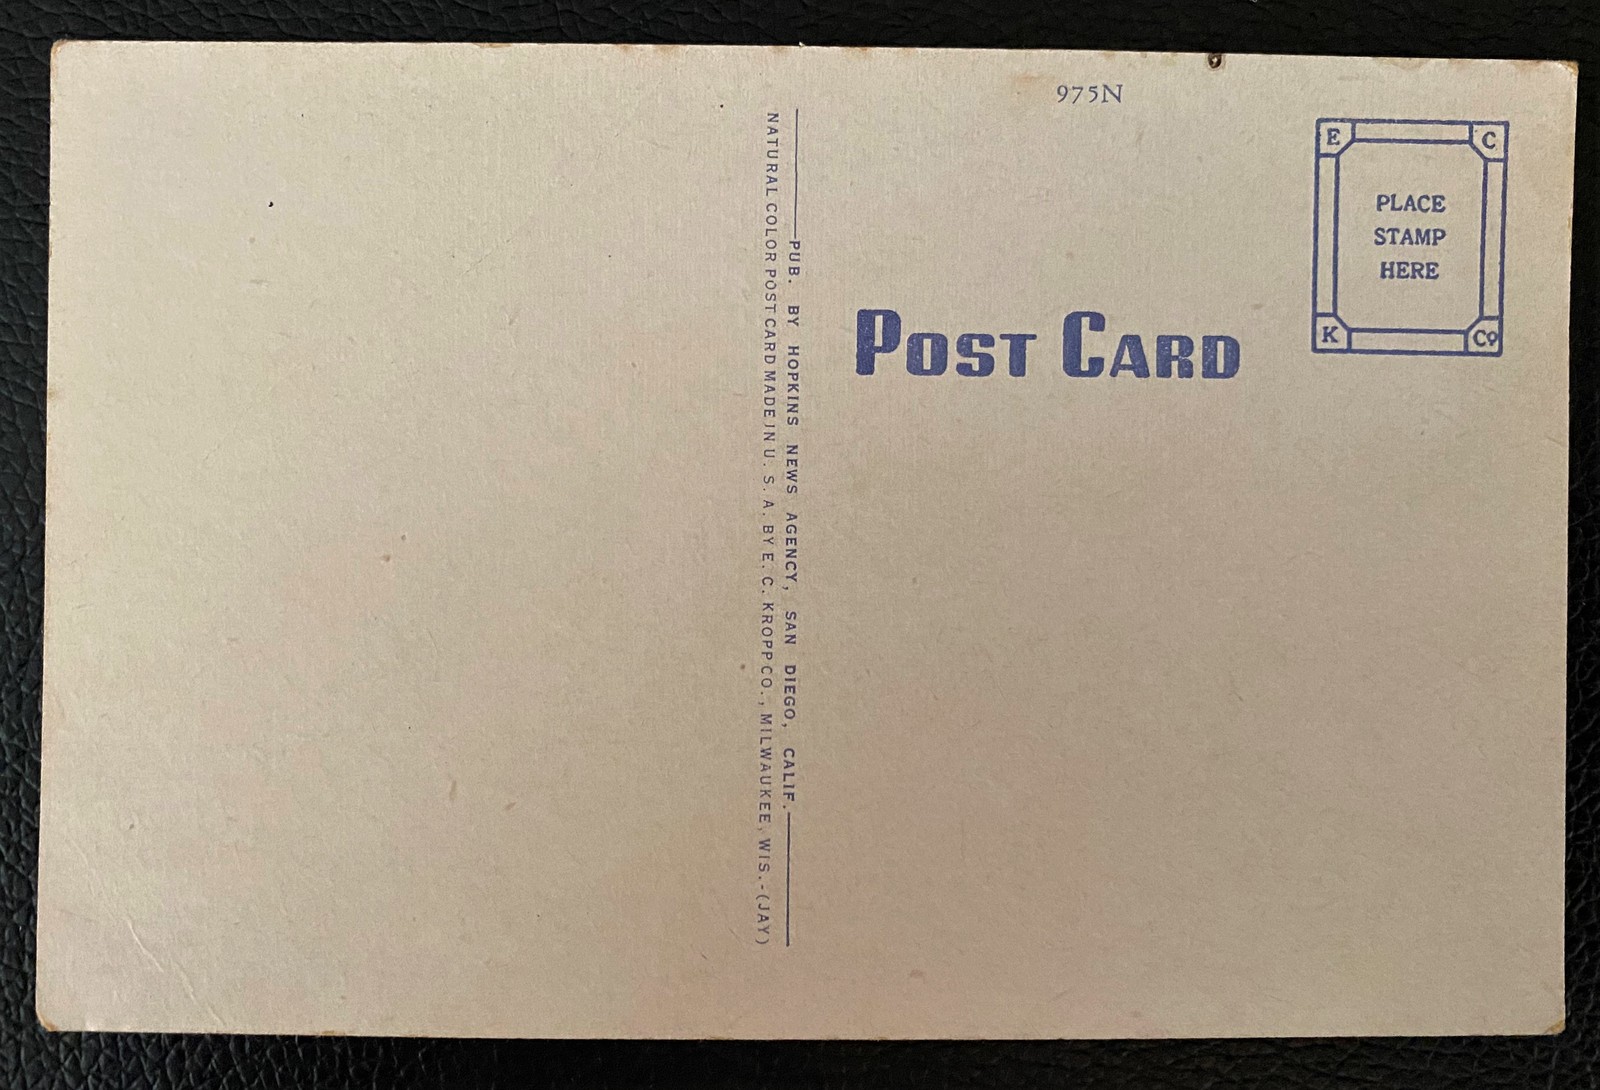 975N
E C
PLACE
STAMP
HERE
K Co
POST CARD
PUB. BY HOPKINS NEWS AGENCY, SAN DIEGO, CALIF.
NATURAL COLOR POST CARD MADE IN U. S. A. BY E. C. KROPP CO., MILWAUKEE, WIS.-(JAY)